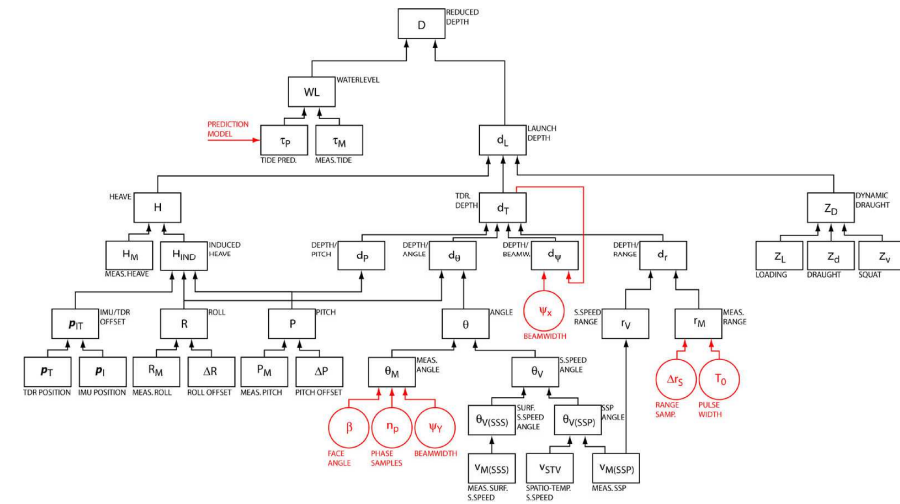 D
REDUCED
DEPTH
WL
WATERLEVEL
PREDICTION
MODEL
τP
τM
TIDE PRED.
MEAS. TIDE
dL
LAUNCH
DEPTH
HEAVE
H
TDR.
DEPTH
dT
ZD
DYNAMIC
DRAUGHT
HM
MEAS. HEAVE
HIND
INDUCED
HEAVE
DEPTH/
PITCH
dP
DEPTH/
ANGLE
dθ
DEPTH/
BEAMW.
dψ
DEPTH/
RANGE
dr
ZL
Zd
Zv
LOADING
DRAUGHT
SQUAT
pIT
IMU/TDR
OFFSET
R
ROLL
P
PITCH
θ
ANGLE
ψx
BEAMWIDTH
S.SPEED
RANGE
rV
rM
MEAS.
RANGE
pT
pI
RM
ΔR
PM
ΔP
TDR POSITION
IMU POSITION
MEAS. ROLL
ROLL OFFSET
MEAS. PITCH
PITCH OFFSET
θM
MEAS.
ANGLE
θV
S.SPEED
ANGLE
ΔrS
T0
RANGE
SAMP.
PULSE
WIDTH
β
np
ψY
FACE
ANGLE
PHASE
SAMPLES
BEAMWIDTH
θV(SSS)
SURF.
S.SPEED
ANGLE
θV(SSP)
SSP
ANGLE
vM(SSS)
vSTV
vM(SSP)
MEAS. SURF.
S.SPEED
SPATIO-TEMP.
S.SPEED
MEAS. SSP